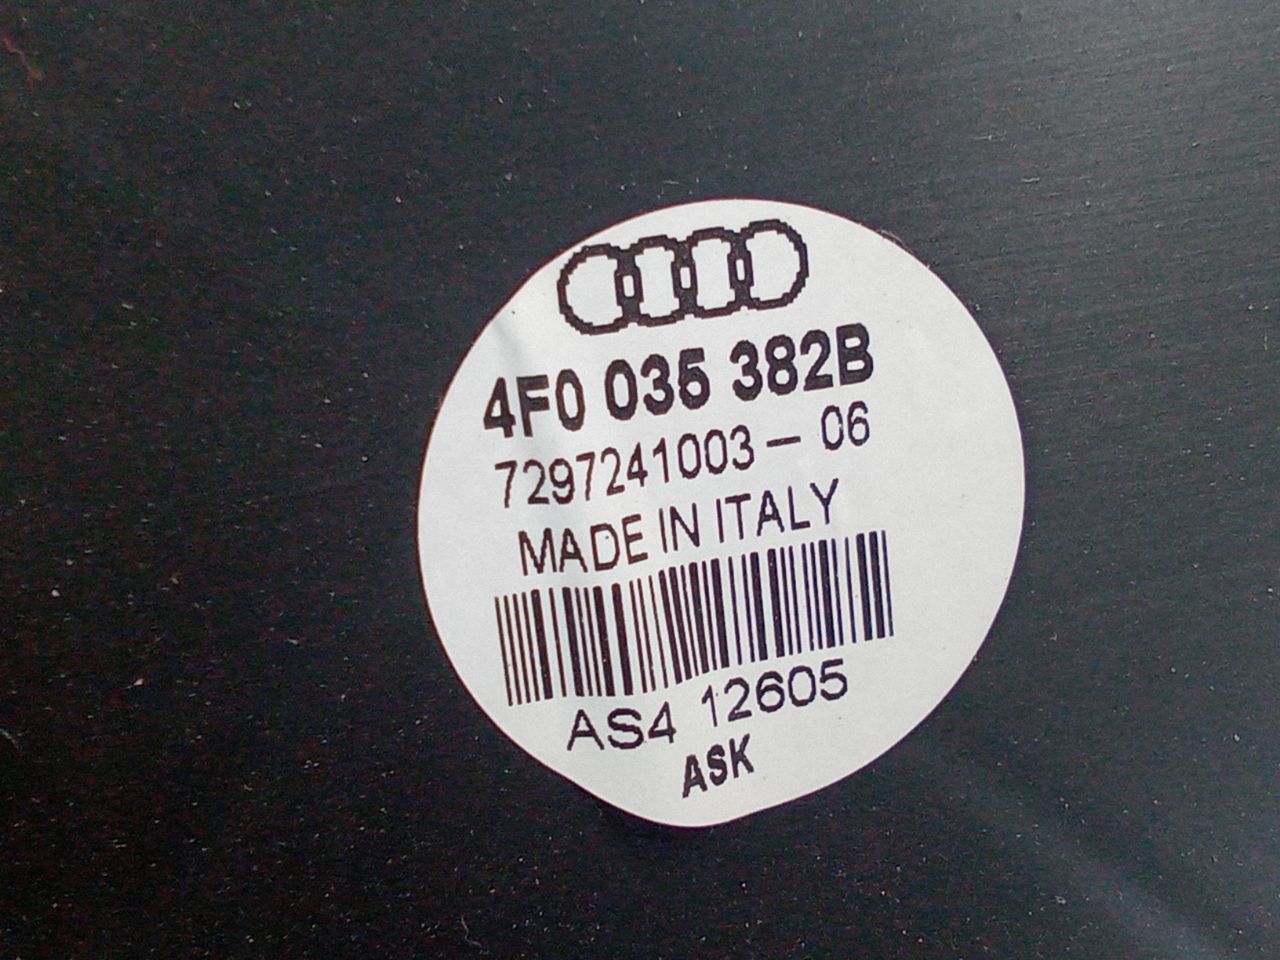 4F0 035 382B
7297241003 - 06
MADE IN ITALY
AS4 12605
ASK